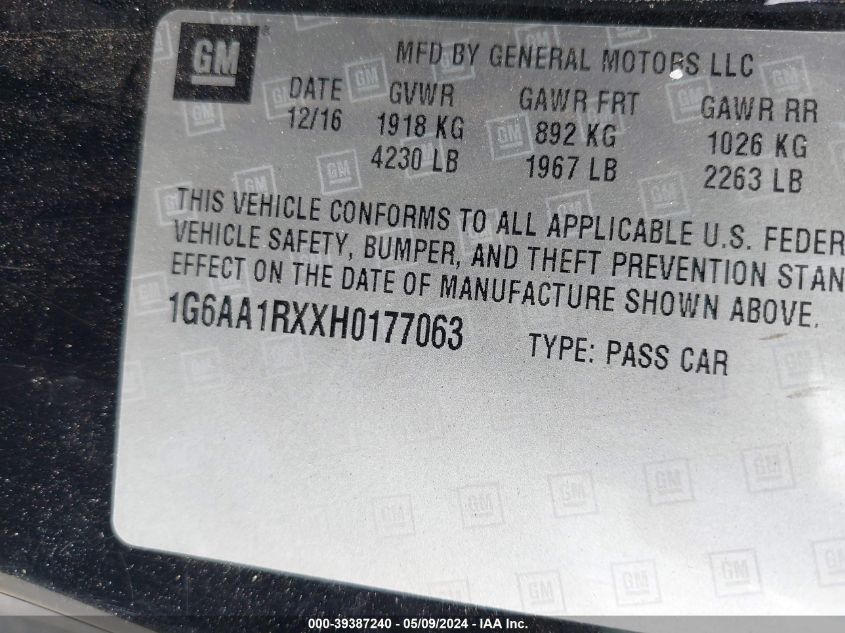 GM
MFD BY GENERAL MOTORS LLC
DATE GVWR GAWR FRT GAWR RR
12/16 1918 KG 892 KG 1026 KG
4230 LB 1967 LB 2263 LB
THIS VEHICLE CONFORMS TO ALL APPLICABLE U.S. FEDER
VEHICLE SAFETY, BUMPER, AND THEFT PREVENTION STAN
EFFECT ON THE DATE OF MANUFACTURE SHOWN ABOVE.
1G6AA1RXXH0177063 TYPE: PASS CAR
000-39387240 - 05/09/2024 - IAA Inc.